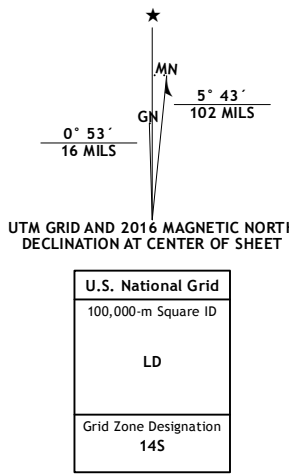 ★
MN
GN
5° 43´
102 MILS
0° 53´
16 MILS
UTM GRID AND 2016 MAGNETIC NORTH
DECLINATION AT CENTER OF SHEET
U.S. National Grid
100,000-m Square ID
LD
Grid Zone Designation
14S